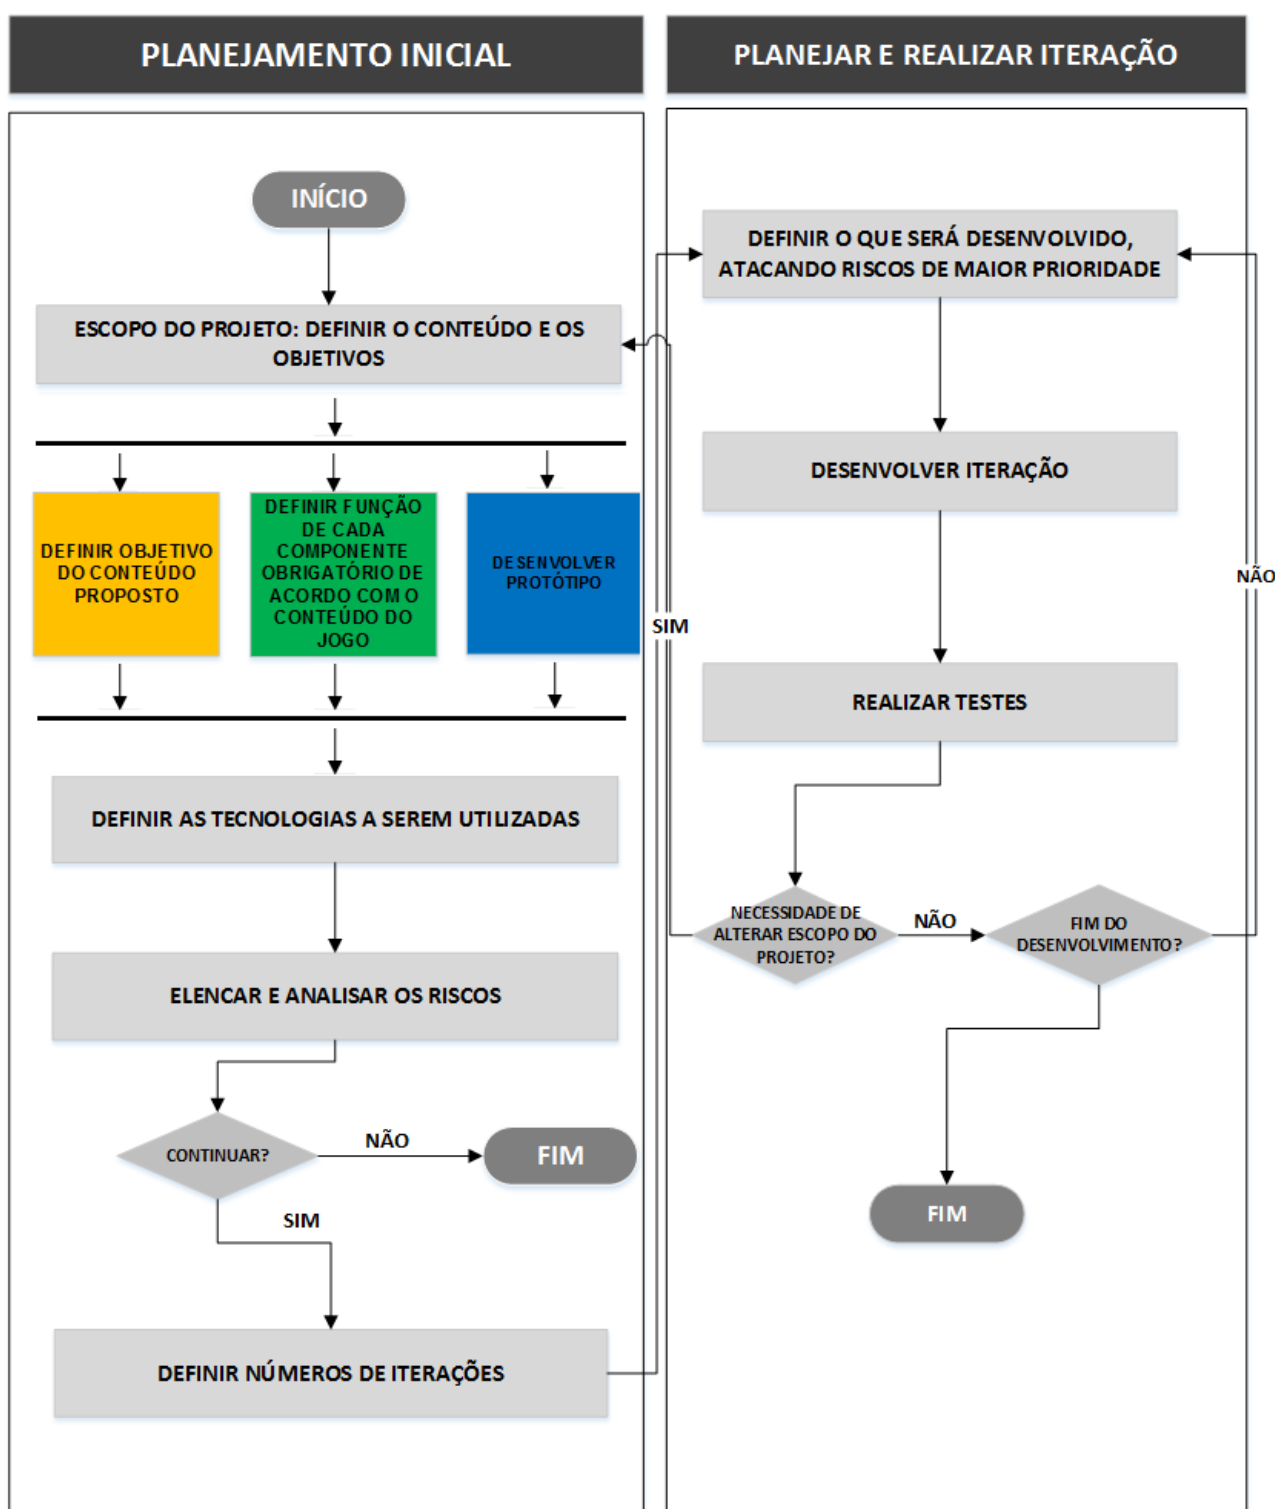 PLANEJAMENTO INICIAL
INÍCIO
ESCOPO DO PROJETO: DEFINIR O CONTEÚDO E OS
OBJETIVOS
DEFINIR OBJETIVO
DO CONTEÚDO
PROPOSTO
DEFINIR FUNÇÃO
DE CADA
COMPONENTE
OBRIGATÓRIO DE
ACORDO COM O
CONTEÚDO DO
JOGO
DESENVOLVER
PROTÓTIPO
DEFINIR AS TECNOLOGIAS A SEREM UTILIZADAS
ELENCAR E ANALISAR OS RISCOS
CONTINUAR?
NÃO
FIM
SIM
DEFINIR NÚMEROS DE ITERAÇÕES
PLANEJAR E REALIZAR ITERAÇÃO
DEFINIR O QUE SERÁ DESENVOLVIDO,
ATACANDO RISCOS DE MAIOR PRIORIDADE
DESENVOLVER ITERAÇÃO
NÃO
SIM
REALIZAR TESTES
NECESSIDADE DE
ALTERAR ESCOPO DO
PROJETO?
NÃO
FIM DO
DESENVOLVIMENTO?
FIM